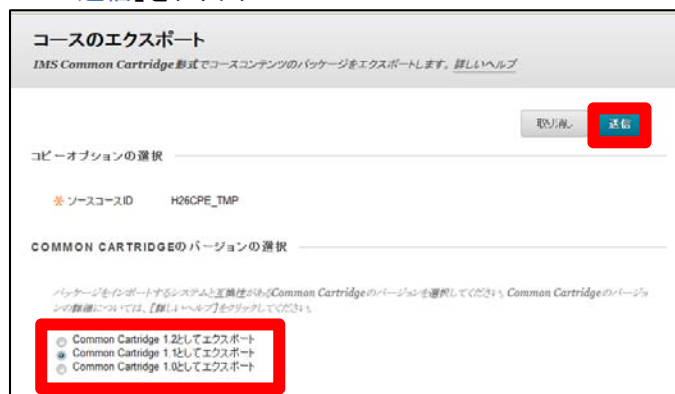 送信』をクリック
コースのエクスポート
IMS Common Cartridge形式でコースコンテンツのパッケージをエクスポートします。詳しいヘルプ
取り消し 送信
コピーオプションの選択
※ ソースコースID H26CPE_TMP
COMMON CARTRIDGEのバージョンの選択
パッケージをインポートするシステムと互換性があるCommon Cartridgeのバージョンを選択してください。Common Cartridgeのバージョ
ンの詳細については、[詳しいヘルプ]をクリックしてください。
Common Cartridge 1.2としてエクスポート
Common Cartridge 1.1としてエクスポート
Common Cartridge 1.0としてエクスポート